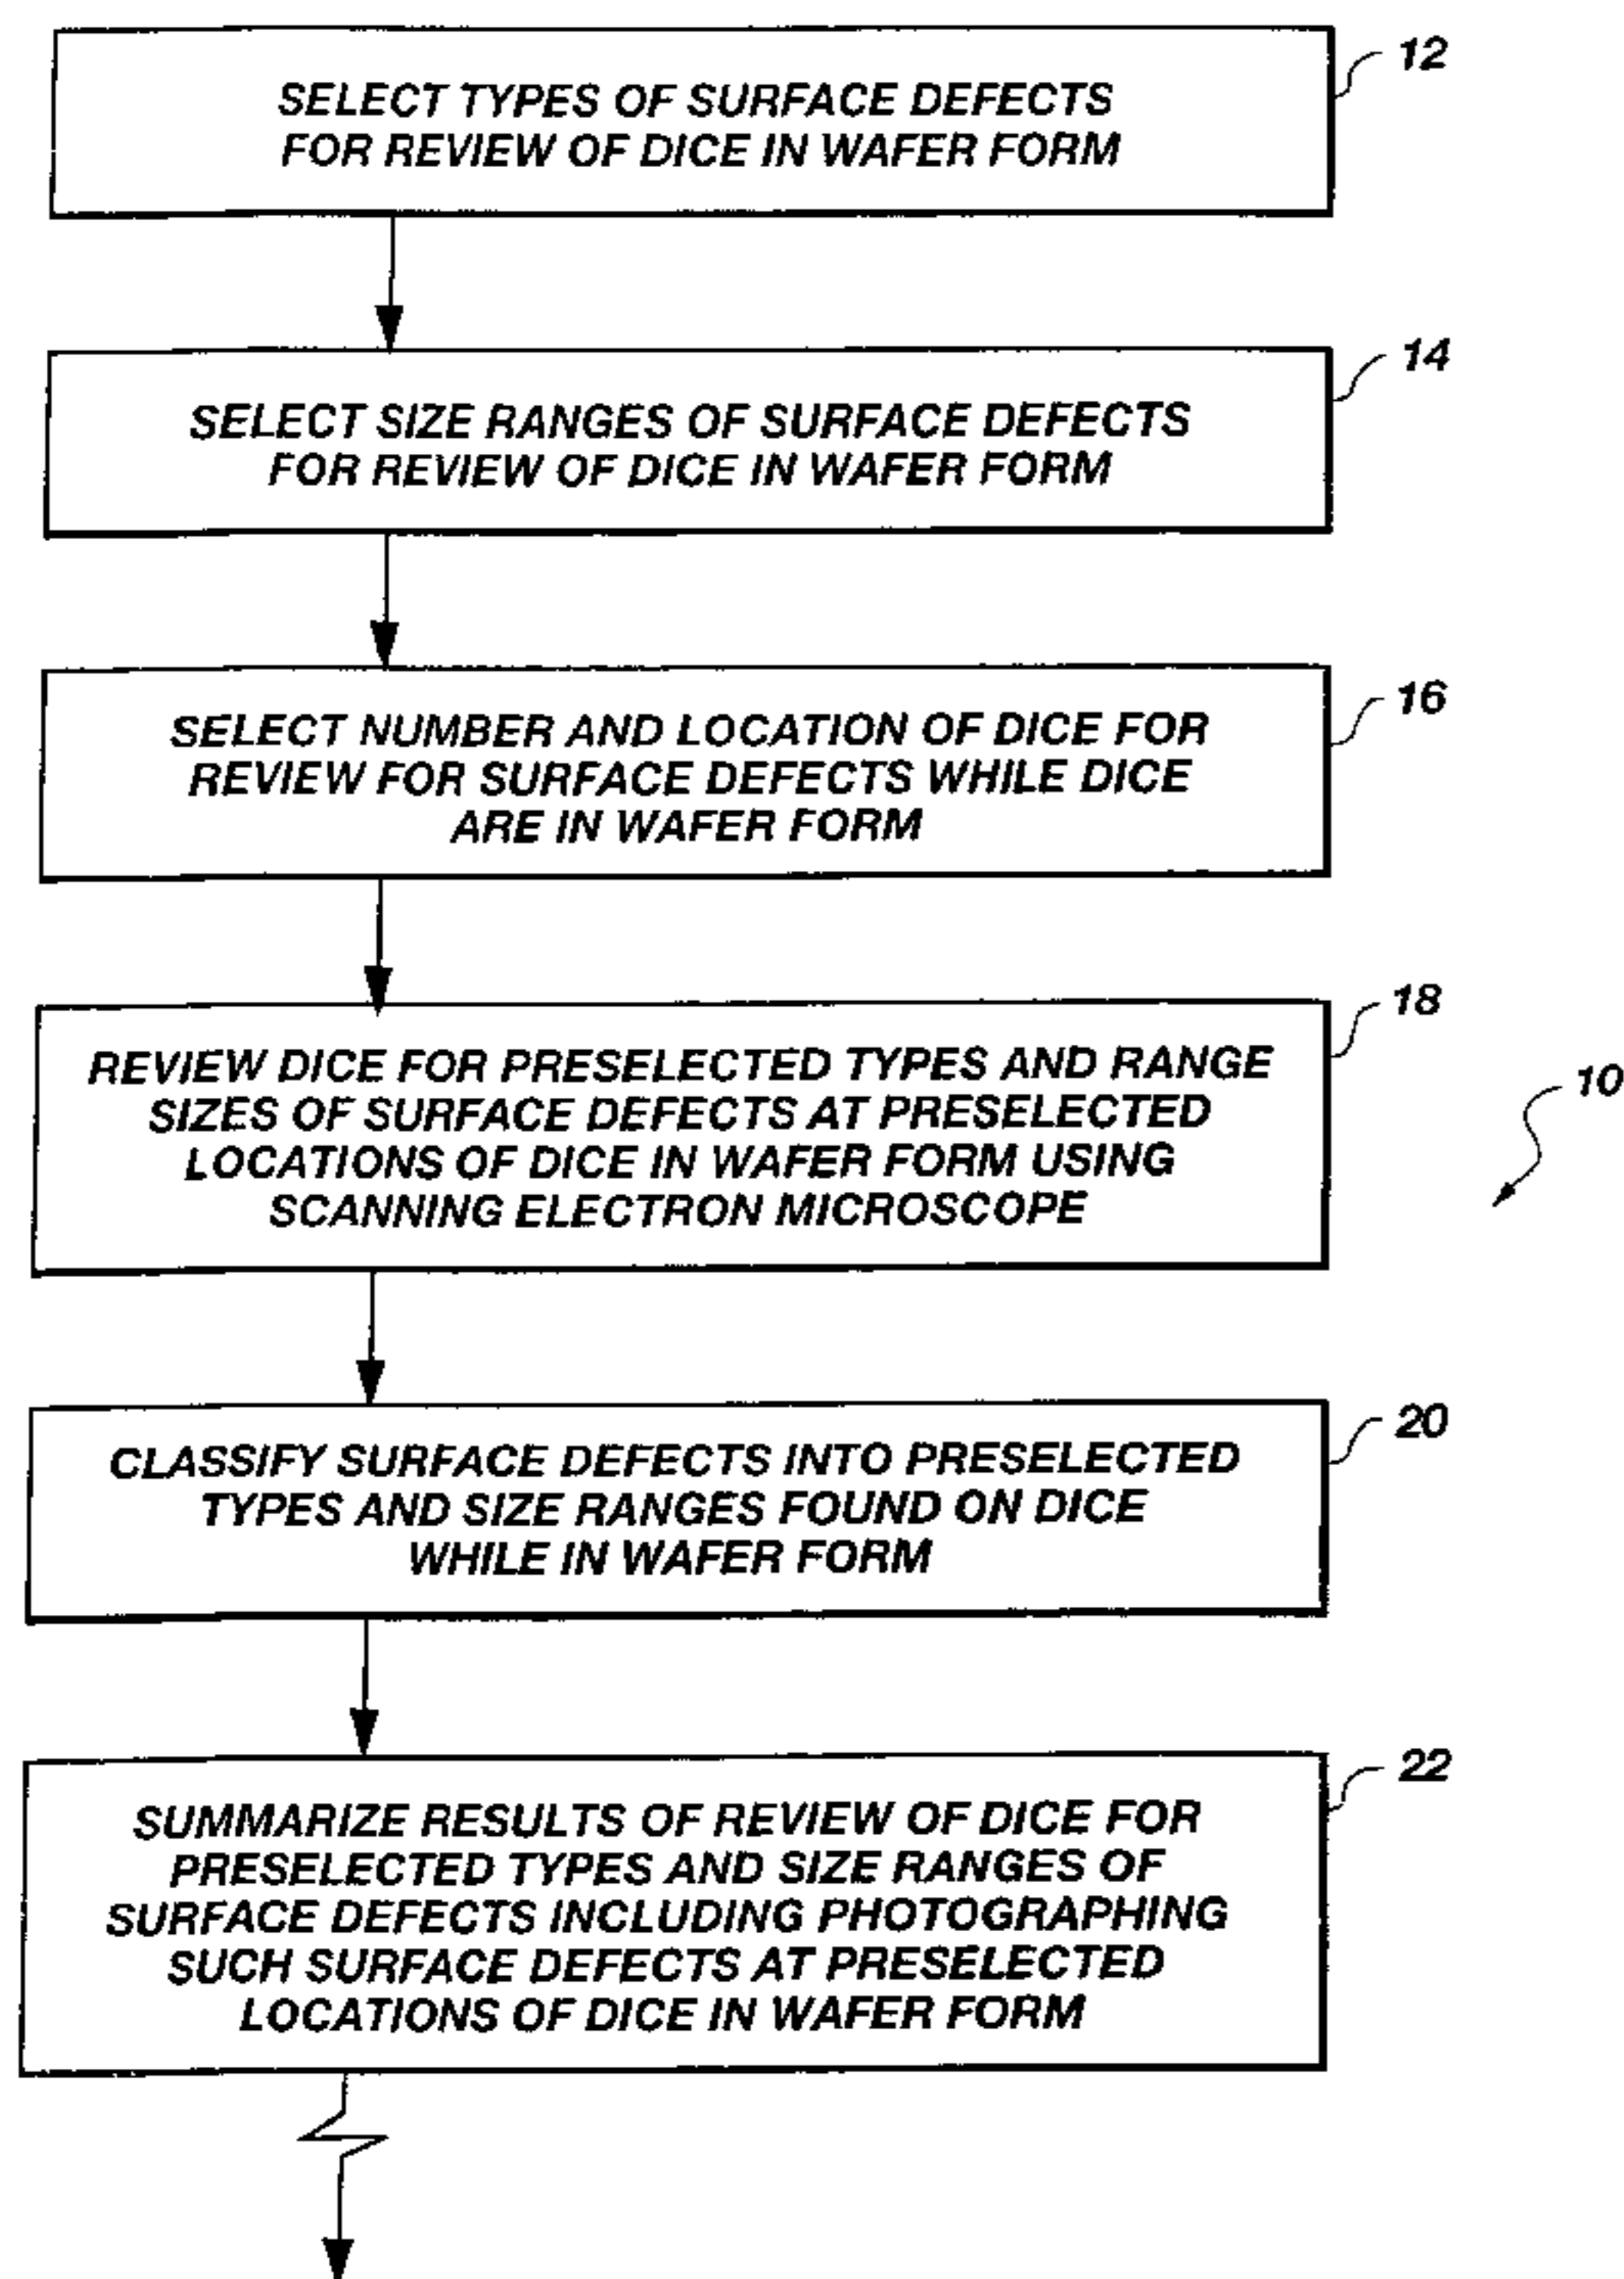 12
SELECT TYPES OF SURFACE DEFECTS
FOR REVIEW OF DICE IN WAFER FORM
14
SELECT SIZE RANGES OF SURFACE DEFECTS
FOR REVIEW OF DICE IN WAFER FORM
16
SELECT NUMBER AND LOCATION OF DICE FOR
REVIEW FOR SURFACE DEFECTS WHILE DICE
ARE IN WAFER FORM
18
REVIEW DICE FOR PRESELECTED TYPES AND RANGE
SIZES OF SURFACE DEFECTS AT PRESELECTED
LOCATIONS OF DICE IN WAFER FORM USING
SCANNING ELECTRON MICROSCOPE
10
20
CLASSIFY SURFACE DEFECTS INTO PRESELECTED
TYPES AND SIZE RANGES FOUND ON DICE
WHILE IN WAFER FORM
22
SUMMARIZE RESULTS OF REVIEW OF DICE FOR
PRESELECTED TYPES AND SIZE RANGES OF
SURFACE DEFECTS INCLUDING PHOTOGRAPHING
SUCH SURFACE DEFECTS AT PRESELECTED
LOCATIONS OF DICE IN WAFER FORM